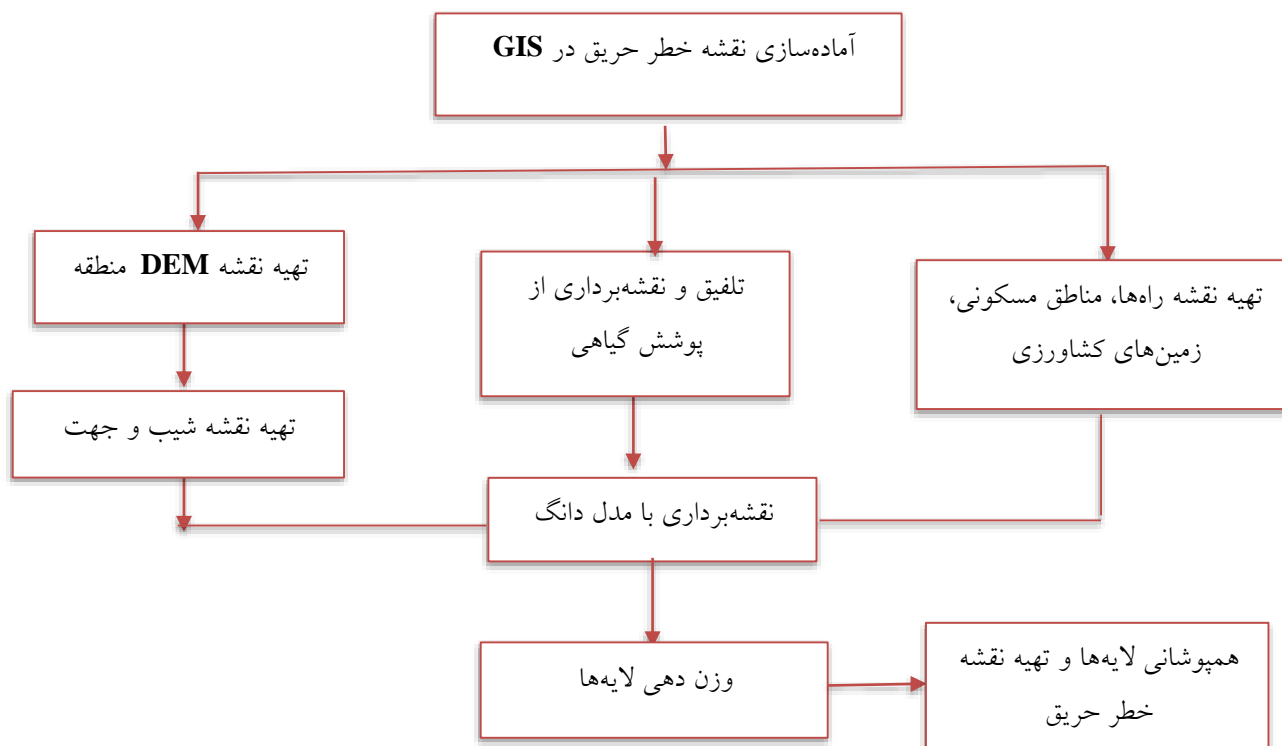 آماده‌سازی نقشه خطر حریق در GIS
تهیه نقشه DEM منطقه
تلفیق و نقشه‌برداری از
پوشش گیاهی
تهیه نقشه راه‌ها، مناطق مسکونی،
زمین‌های کشاورزی
تهیه نقشه شیب و جهت
نقشه‌برداری با مدل دانگ
وزن دهی لایه‌ها
همپوشانی لایه‌ها و تهیه نقشه
خطر حریق